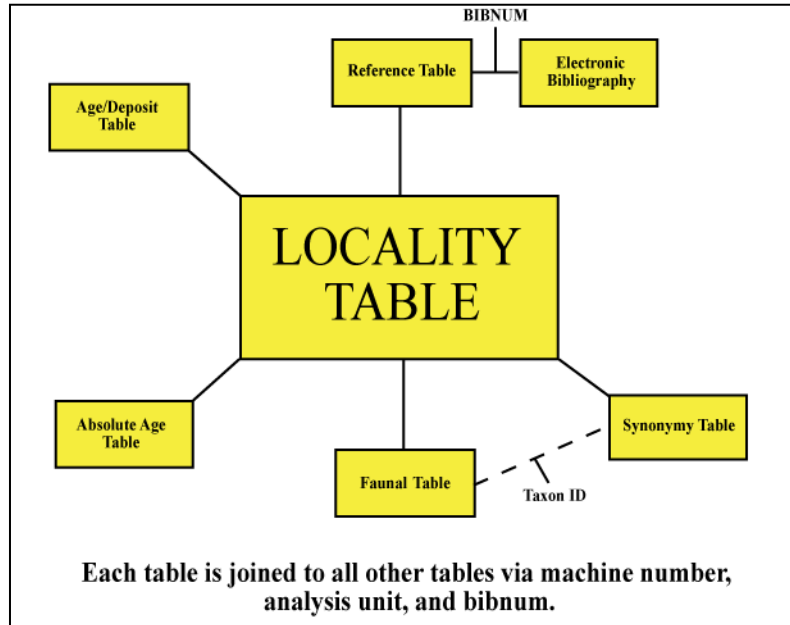 BIBNUM
Reference Table
Electronic
Bibliography
Age/Deposit
Table
LOCALITY
TABLE
Absolute Age
Table
Faunal Table
Synonymy Table
Taxon ID
Each table is joined to all other tables via machine number,
analysis unit, and bibnum.